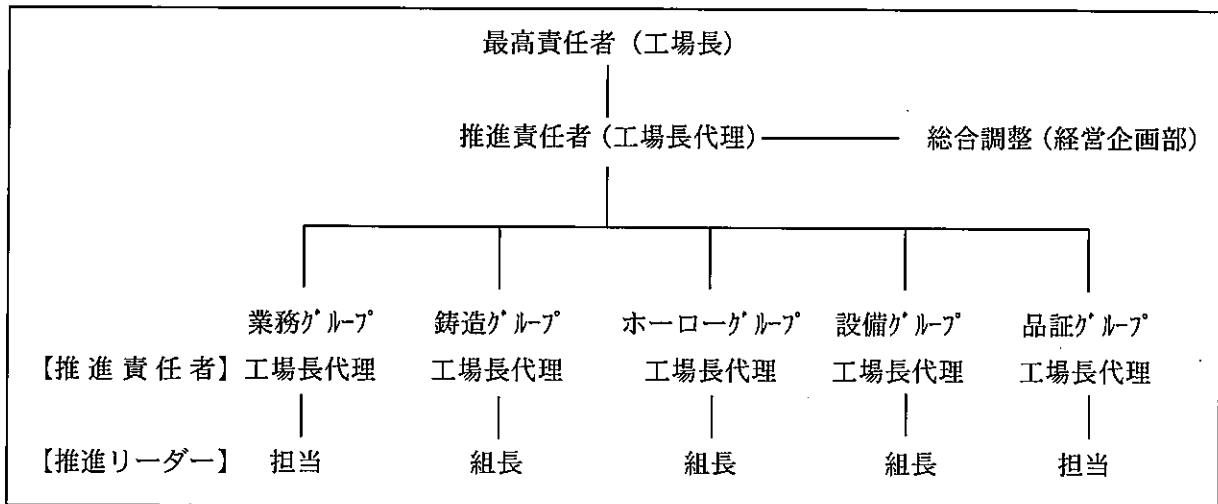 最高責任者(工場長)
推進責任者(工場長代理) 総合調整(経営企画部)
業務グループ 鋳造グループ ホーローグループ 設備グループ 品証グループ
【推進責任者】 工場長代理 工場長代理 工場長代理 工場長代理 工場長代理
【推進リーダー】 担当 組長 組長 組長 担当